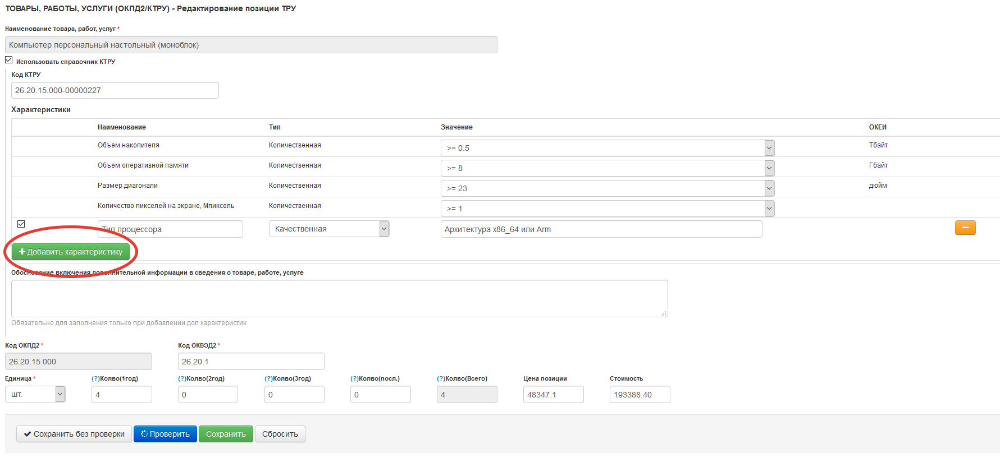 ТОВАРЫ, РАБОТЫ, УСЛУГИ (ОКПД2/КТРУ) - Редактирование позиции ТРУ
Наименование товара, работ, услуг *
Компьютер персональный настольный (моноблок)
Использовать справочник КТРУ
Код КТРУ
26.20.15.000-00000227
Характеристики
Наименование Тип Значение ОКЕИ
Объем накопителя Количественная >= 0.5 Тбайт
Объем оперативной памяти Количественная >= 8 Гбайт
Размер диагонали Количественная >= 23 дюйм
Количество пикселей на экране, Мпиксель Количественная >= 1
Тип процессора Качественная Архитектура x86_64 или Arm
Добавить характеристику
Обоснование включения дополнительной информации в сведения о товаре, работе, услуге
Обязательно для заполнения только при добавлении доп характеристик
Код ОКПД2 * Код ОКВЭД2 *
26.20.15.000 26.20.1
Единица * (?)Колво(1год) (?)Колво(2год) (?)Колво(3год) (?)Колво(посл.) (?)Колво(Всего) Цена позиции Стоимость
шт. 4 0 0 0 4 48347.1 193388.40
Сохранить без проверки Проверить Сохранить Сбросить